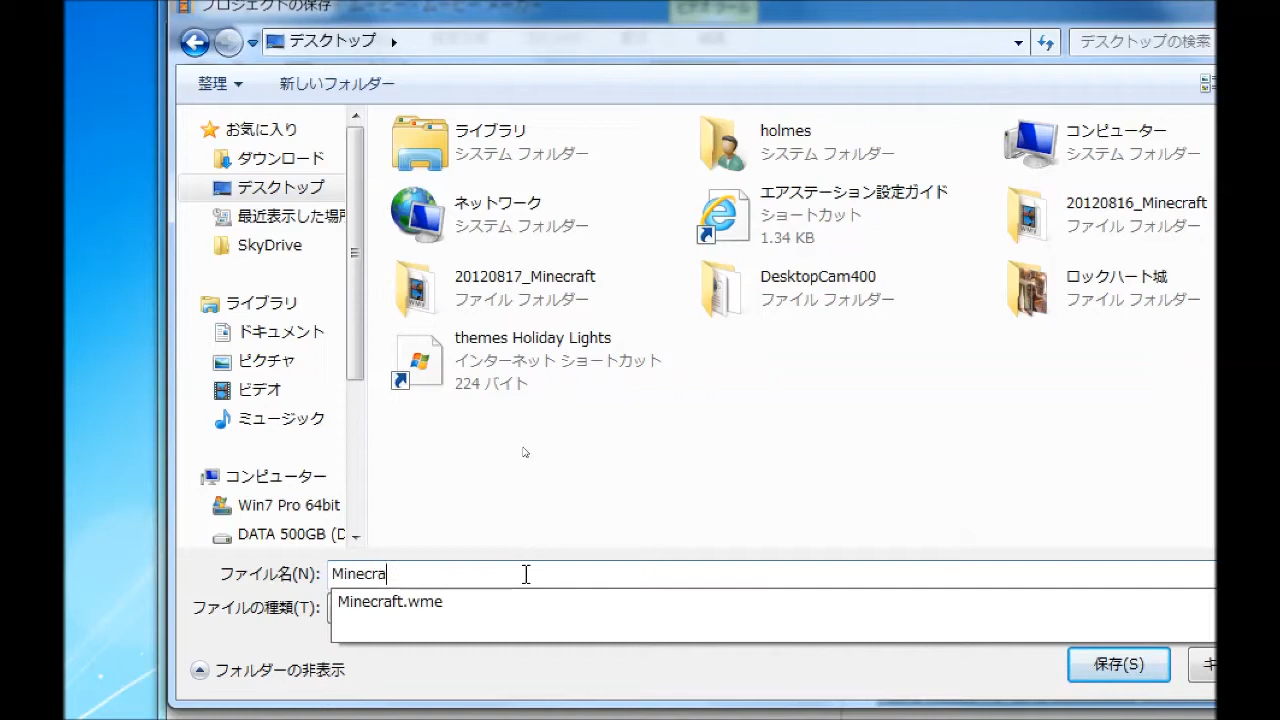 プロジェクトの保存
デスクトップ
デスクトップの検索
整理
新しいフォルダー
お気に入り
ダウンロード
デスクトップ
最近表示した場所
SkyDrive
ライブラリ
ドキュメント
ピクチャ
ビデオ
ミュージック
コンピューター
Win7 Pro 64bit
DATA 500GB (D
ライブラリ
システム フォルダー
holmes
システム フォルダー
コンピューター
システム フォルダー
ネットワーク
システム フォルダー
エアステーション設定ガイド
ショートカット
1.34 KB
20120816_Minecraft
ファイル フォルダー
20120817_Minecraft
ファイル フォルダー
DesktopCam400
ファイル フォルダー
ロックハート城
ファイル フォルダー
themes Holiday Lights
インターネット ショートカット
224 バイト
ファイル名(N):
Minecra
ファイルの種類(T):
Minecraft.wme
フォルダーの非表示
保存(S)
キ